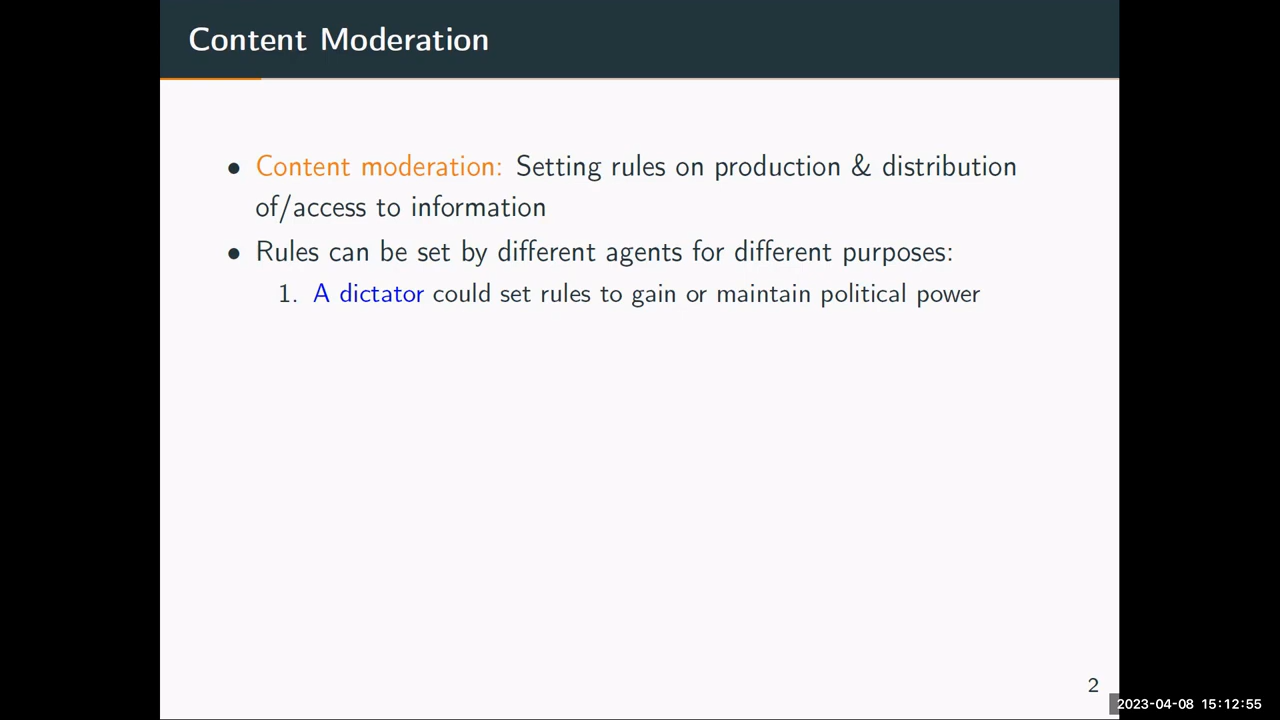 Content Moderation
• Content moderation: Setting rules on production & distribution
of/access to information
• Rules can be set by different agents for different purposes:
1. A dictator could set rules to gain or maintain political power
2
2023-04-08 15:12:55